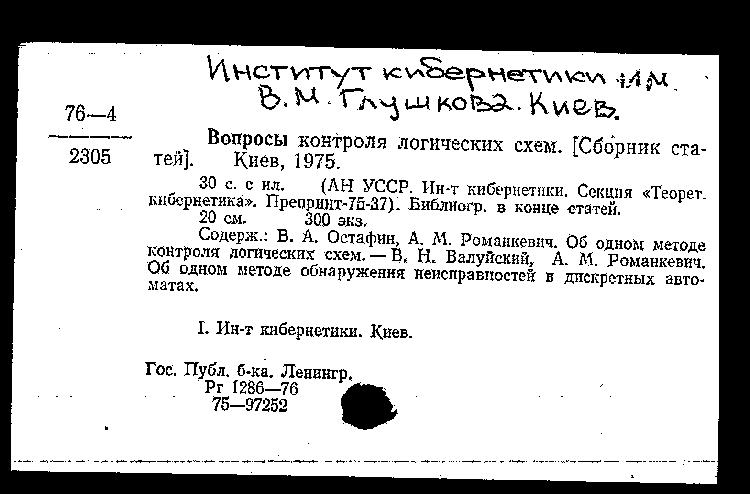 Институт кибернетики им.
В.М. Глушкова. Киев.
76—4
2305
Вопросы контроля логических схем. [Сборник ста-
тей]. Киев, 1975.
30 с. с ил. (АН УССР. Ин-т кибернетики. Секция «Теорет.
кибернетика». Препринт-75-37). Библиогр. в конце статей.
20 см. 300 экз.
Содерж.: В. А. Остафин, А. М. Романкевич. Об одном методе
контроля логических схем. — В. Н. Валуйский, А. М. Романкевич.
Об одном методе обнаружения неисправностей в дискретных авто-
матах.
I. Ин-т кибернетики. Киев.
Гос. Публ. б-ка. Ленингр.
Рг 1286—76
75—97252